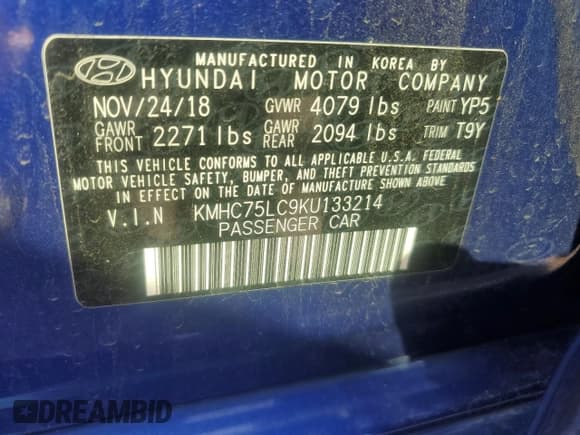 MANUFACTURED IN KOREA BY
HYUNDAI MOTOR COMPANY
NOV/24/18 GVWR 4079 lbs PAINT YP5
GAWR FRONT 2271 lbs GAWR REAR 2094 lbs TRIM T9Y
THIS VEHICLE CONFORMS TO ALL APPLICABLE U.S.A. FEDERAL
MOTOR VEHICLE SAFETY, BUMPER, AND THEFT PREVENTION STANDARDS
IN EFFECT ON THE DATE OF MANUFACTURE SHOWN ABOVE.
V.I.N KMHC75LC9KU133214
PASSENGER CAR
DREAMBID